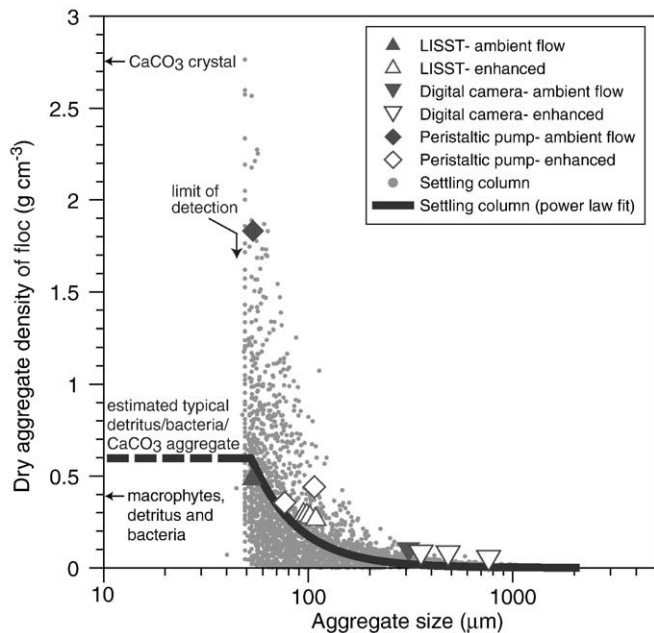 Dry aggregate density of floc (g cm-3)
3
2.5
2
1.5
1
0.5
0
CaCO3 crystal
LISST- ambient flow
LISST- enhanced
Digital camera- ambient flow
Digital camera- enhanced
Peristaltic pump- ambient flow
Peristaltic pump- enhanced
Settling column
Settling column (power law fit)
limit of
detection
estimated typical
detritus/bacteria/
CaCO3 aggregate
macrophytes,
detritus and
bacteria
10
100
1000
Aggregate size (μm)